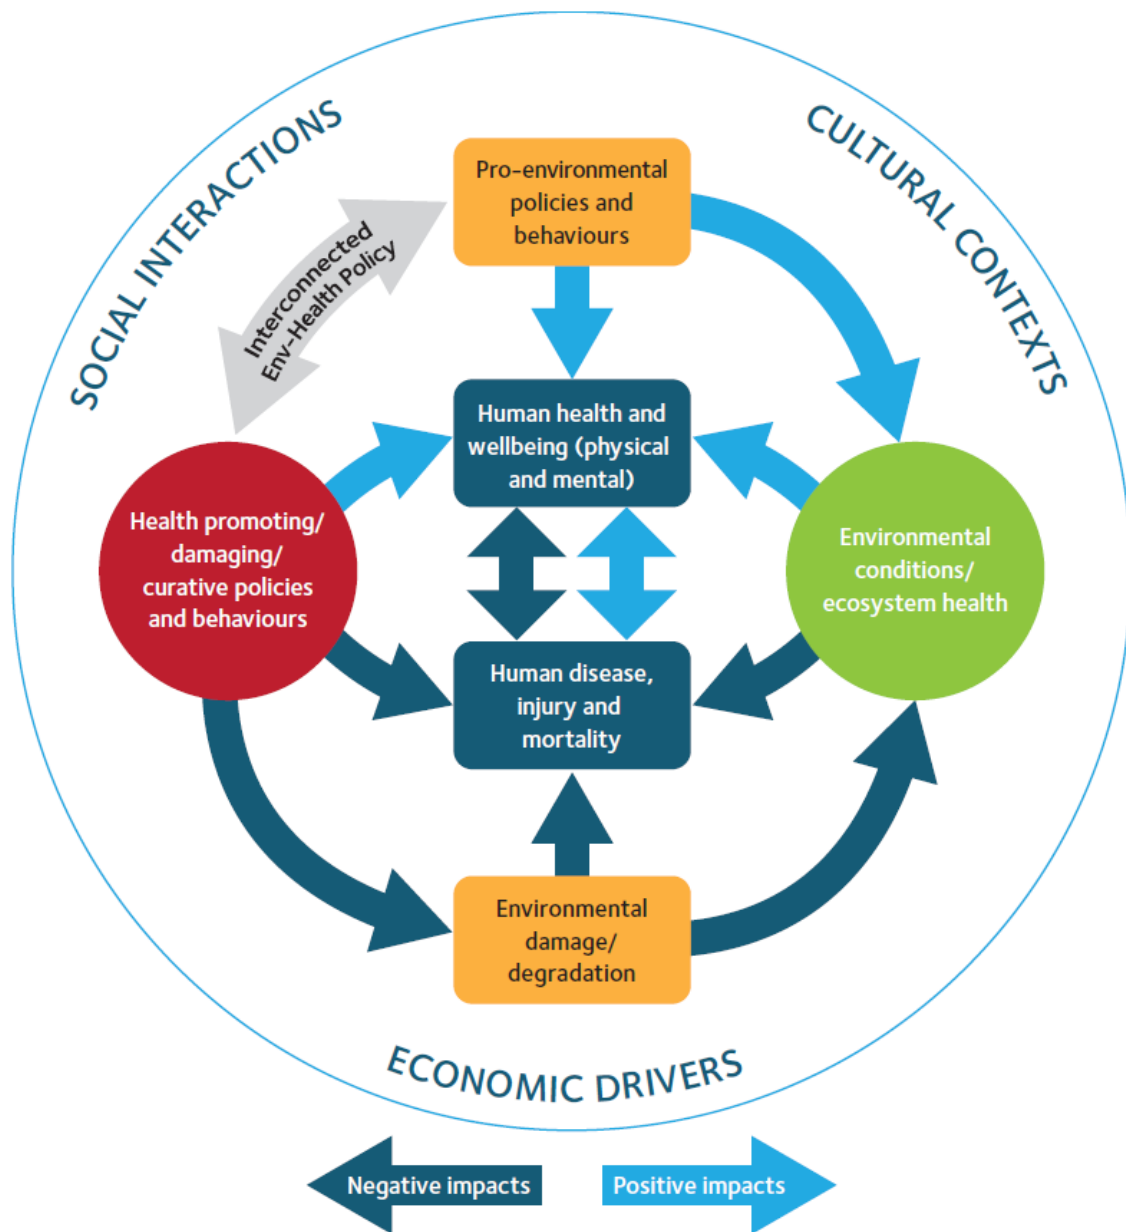 SOCIAL INTERACTIONS
CULTURAL CONTEXTS
Pro-environmental
policies and
behaviours
Interconnected
Env-Health Policy
Human health and
wellbeing (physical
and mental)
Health promoting/
damaging/
curative policies
and behaviours
Environmental
conditions/
ecosystem health
Human disease,
injury and
mortality
Environmental
damage/
degradation
ECONOMIC DRIVERS
Negative impacts
Positive impacts